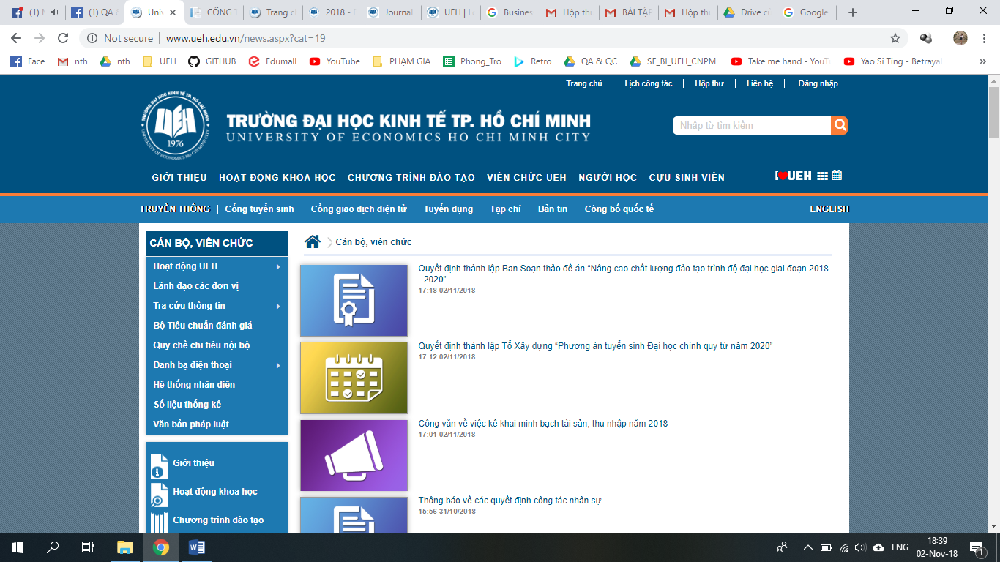 (1) M
(1) QA &
Univ
CỔNG T
Trang ch
2018 - E
Journal
UEH | L
Busines
Hộp thu
BÀI TẬP
Hộp thu
Drive củ
Google
Not secure | www.ueh.edu.vn/news.aspx?cat=19
Face nth nth UEH GITHUB Edumall YouTube PHẠM GIA Phong_Tro Retro QA & QC SE_BI_UEH_CNPM Take me hand - YouT Yao Si Ting - Betrayal »
Trang chủ | Lịch công tác | Hộp thư | Liên hệ | Đăng nhập
UEH
1976
UNIVERSITY OF ECONOMICS HO CHI MINH CITY
TRƯỜNG ĐẠI HỌC KINH TẾ TP. HỒ CHÍ MINH
UNIVERSITY OF ECONOMICS HO CHI MINH CITY
Nhập từ tìm kiếm
GIỚI THIỆU HOẠT ĐỘNG KHOA HỌC CHƯƠNG TRÌNH ĐÀO TẠO VIÊN CHỨC UEH NGƯỜI HỌC CỰU SINH VIÊN
I UEH
TRUYỀN THÔNG | Cổng tuyển sinh Cổng giao dịch điện tử Tuyển dụng Tạp chí Bản tin Công bố quốc tế ENGLISH
CÁN BỘ, VIÊN CHỨC
Hoạt động UEH
Lãnh đạo các đơn vị
Tra cứu thông tin
Bộ Tiêu chuẩn đánh giá
Quy chế chi tiêu nội bộ
Danh bạ điện thoại
Hệ thống nhận diện
Số liệu thống kê
Văn bản pháp luật
Giới thiệu
Hoạt động khoa học
Chương trình đào tạo
Cán bộ, viên chức
Quyết định thành lập Ban Soạn thảo đề án “Nâng cao chất lượng đào tạo trình độ đại học giai đoạn 2018
- 2020”
17:18 02/11/2018
Quyết định thành lập Tổ Xây dựng “Phương án tuyển sinh Đại học chính quy từ năm 2020”
17:12 02/11/2018
Công văn về việc kê khai minh bạch tài sản, thu nhập năm 2018
17:01 02/11/2018
Thông báo về các quyết định công tác nhân sự
15:56 31/10/2018
ENG
18:39
02-Nov-18
1